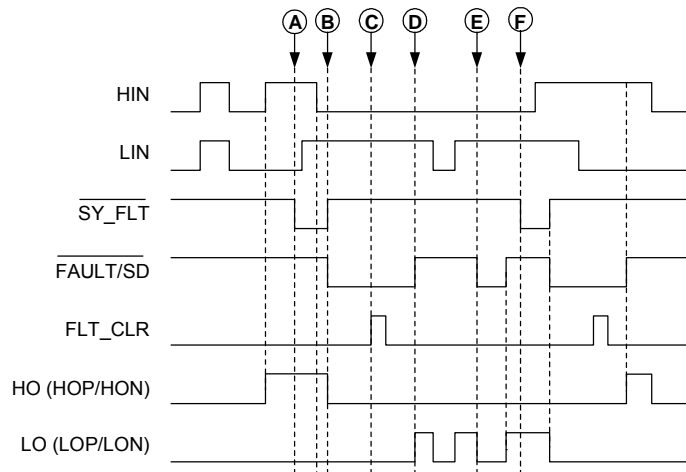 A B C D E F
HIN
LIN
SY_FLT
FAULT/SD
FLT_CLR
HO (HOP/HON)
LO (LOP/LON)